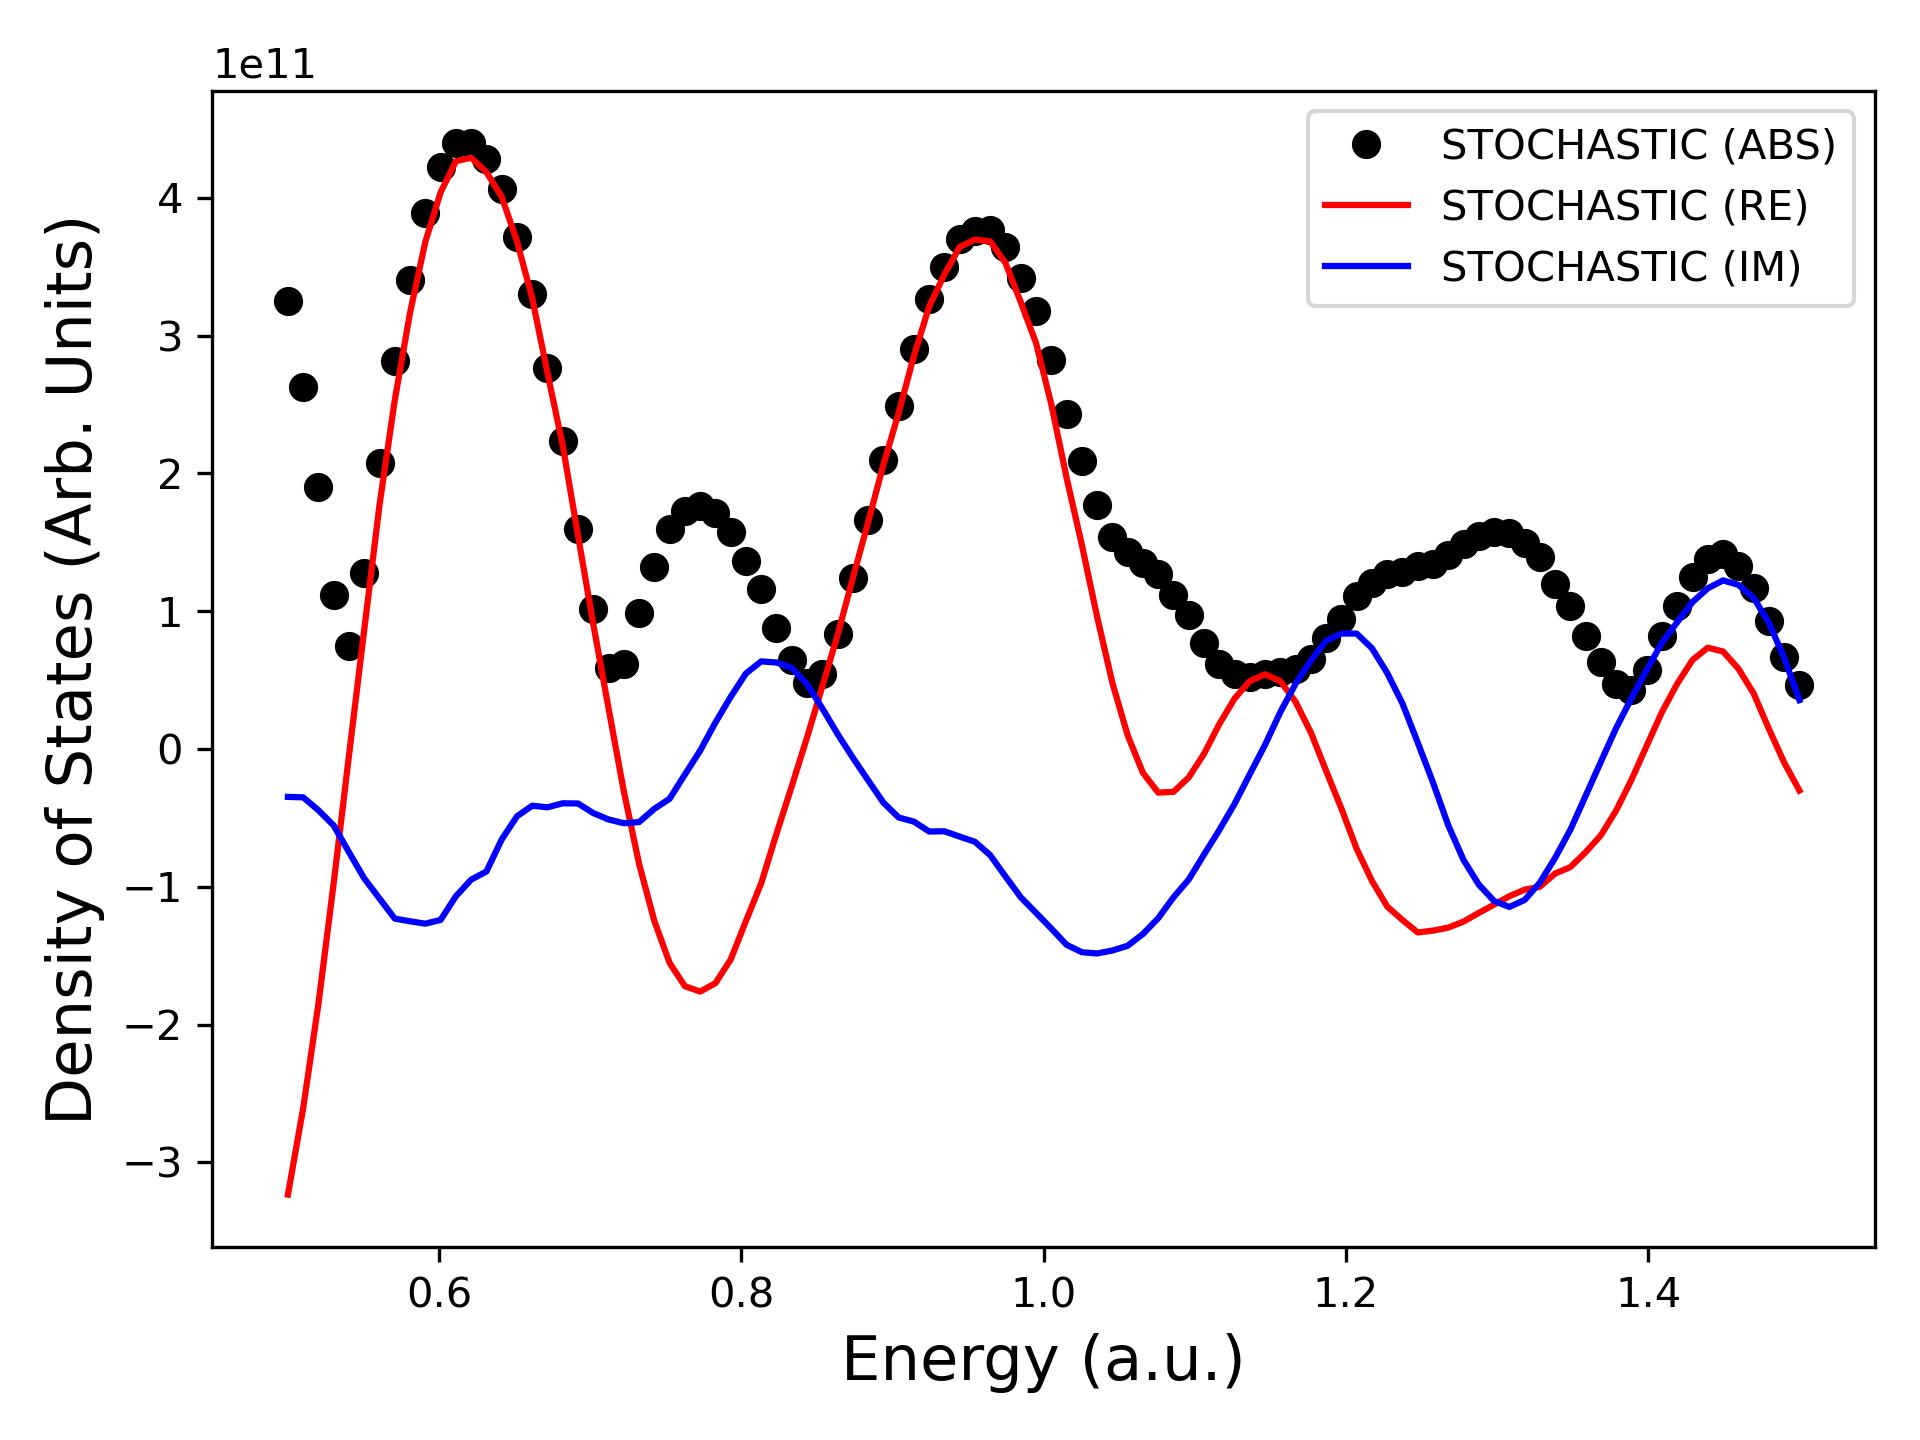 1e11
Density of States (Arb. Units)
4
3
2
1
0
−1
−2
−3
STOCHASTIC (ABS)
STOCHASTIC (RE)
STOCHASTIC (IM)
0.6 0.8 1.0 1.2 1.4
Energy (a.u.)